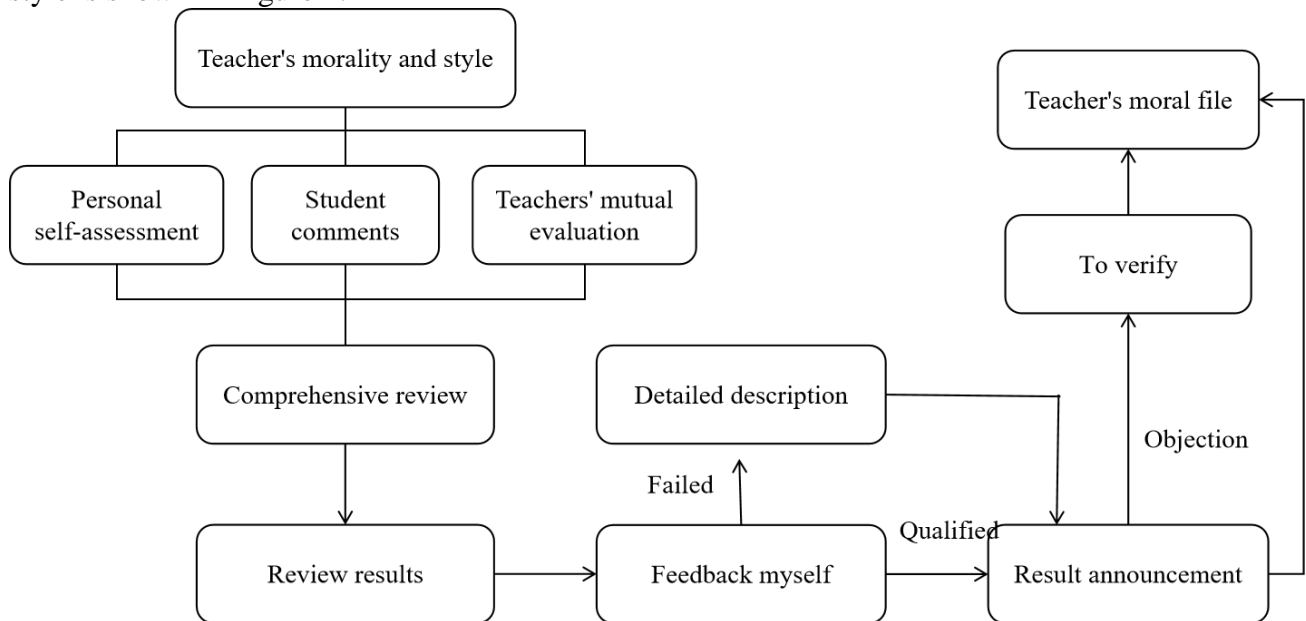 Teacher's morality and style
Teacher's moral file
Personal
self-assessment
Student
comments
Teachers' mutual
evaluation
To verify
Comprehensive review
Detailed description
Objection
Failed
Qualified
Review results
Feedback myself
Result announcement